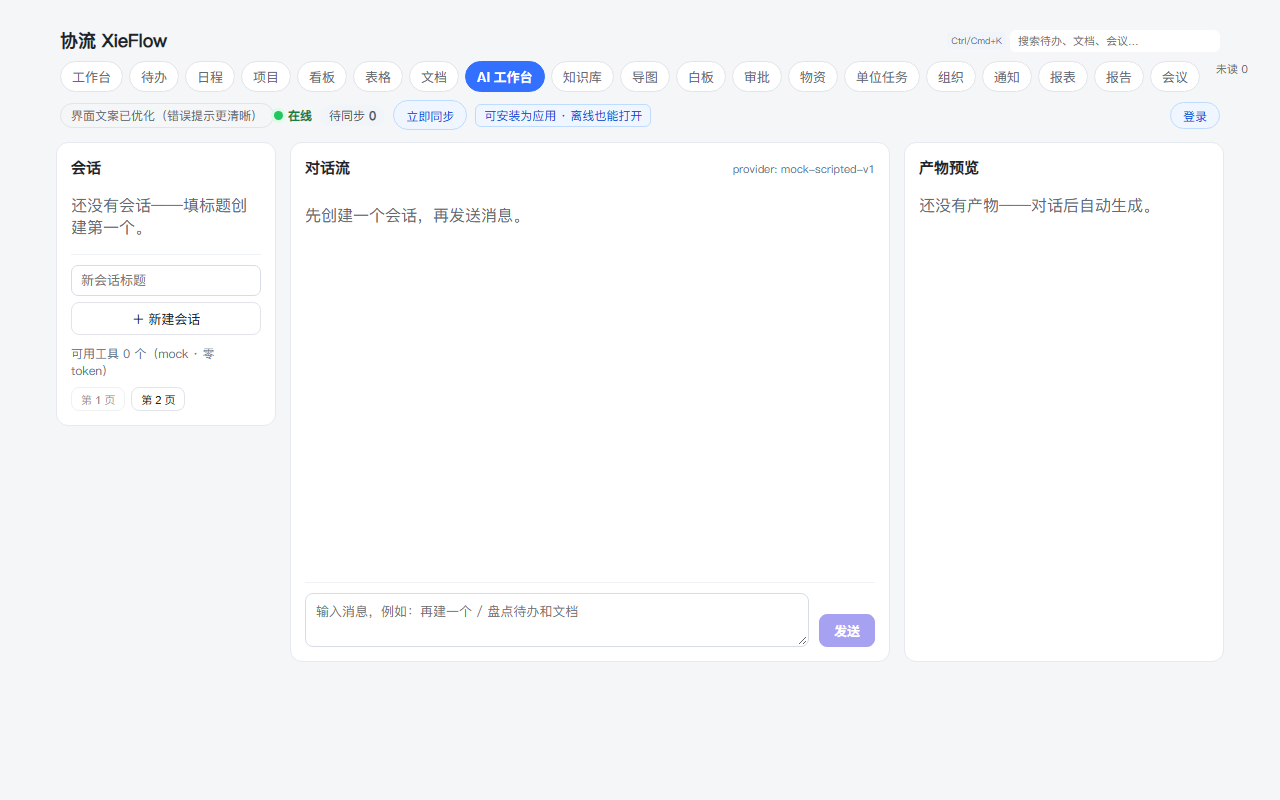 协流 XieFlow
Ctrl/Cmd+K
搜索待办、文档、会议...
工作台
待办
日程
项目
看板
表格
文档
AI 工作台
知识库
导图
白板
审批
物资
单位任务
组织
通知
报表
报告
会议
未读 0
界面文案已优化（错误提示更清晰）
在线
待同步 0
立即同步
可安装为应用 · 离线也能打开
登录
会话
还没有会话——填标题创
建第一个。
新会话标题
＋ 新建会话
可用工具 0 个（mock · 零
token）
第 1 页
第 2 页
对话流
provider: mock-scripted-v1
先创建一个会话，再发送消息。
输入消息，例如：再建一个 / 盘点待办和文档
发送
产物预览
还没有产物——对话后自动生成。